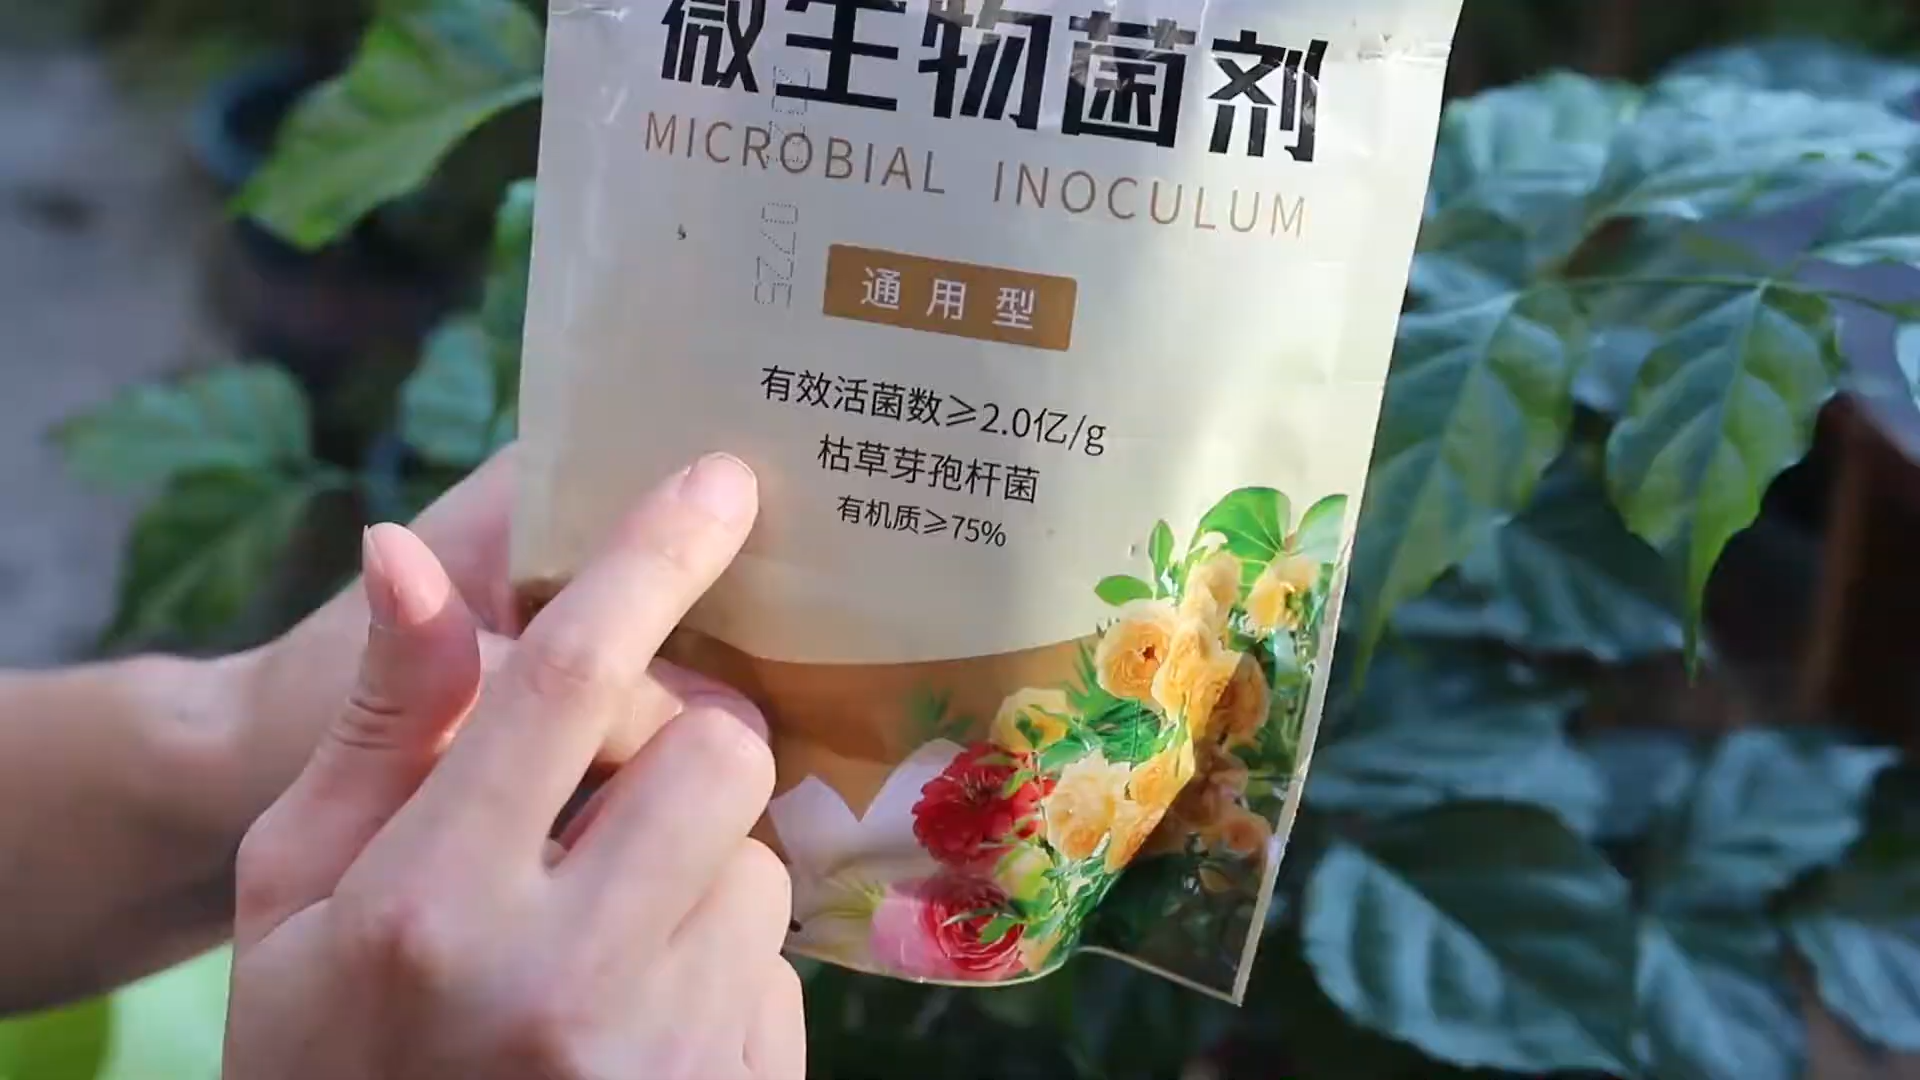 微生物菌剂
MICROBIAL INOCULUM
通用型
有效活菌数≥2.0亿/g
枯草芽孢杆菌
有机质≥75%